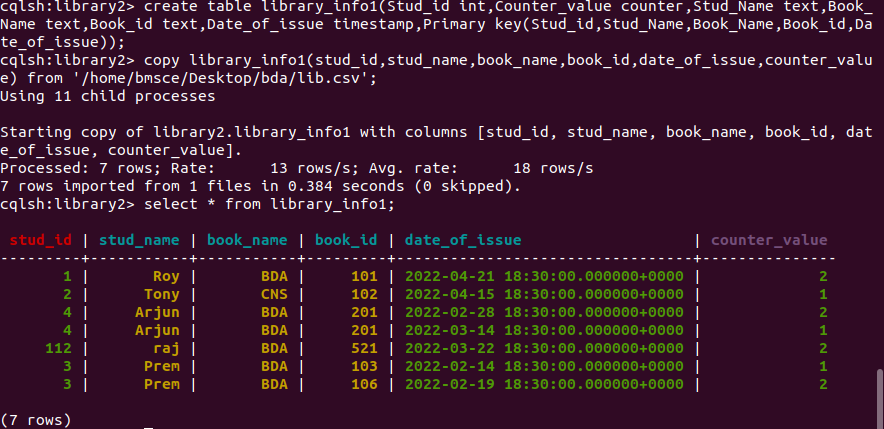 cqlsh:library2> create table library_info1(Stud_id int,Counter_value counter,Stud_Name text,Book_
Name text,Book_id text,Date_of_issue timestamp,Primary key(Stud_id,Stud_Name,Book_Name,Book_id,Da
te_of_issue));
cqlsh:library2> copy library_info1(stud_id,stud_name,book_name,book_id,date_of_issue,counter_valu
e) from '/home/bmsce/Desktop/bda/lib.csv';
Using 11 child processes

Starting copy of library2.library_info1 with columns [stud_id, stud_name, book_name, book_id, dat
e_of_issue, counter_value].
Processed: 7 rows; Rate:      13 rows/s; Avg. rate:      18 rows/s
7 rows imported from 1 files in 0.384 seconds (0 skipped).
cqlsh:library2> select * from library_info1;

 stud_id | stud_name | book_name | book_id | date_of_issue                   | counter_value
---------+-----------+-----------+---------+---------------------------------+---------------
       1 |       Roy |       BDA |     101 | 2022-04-21 18:30:00.000000+0000 |             2
       2 |      Tony |       CNS |     102 | 2022-04-15 18:30:00.000000+0000 |             1
       4 |     Arjun |       BDA |     201 | 2022-02-28 18:30:00.000000+0000 |             2
       4 |     Arjun |       BDA |     201 | 2022-03-14 18:30:00.000000+0000 |             1
     112 |       raj |       BDA |     521 | 2022-03-22 18:30:00.000000+0000 |             2
       3 |      Prem |       BDA |     103 | 2022-02-14 18:30:00.000000+0000 |             1
       3 |      Prem |       BDA |     106 | 2022-02-19 18:30:00.000000+0000 |             2

(7 rows)